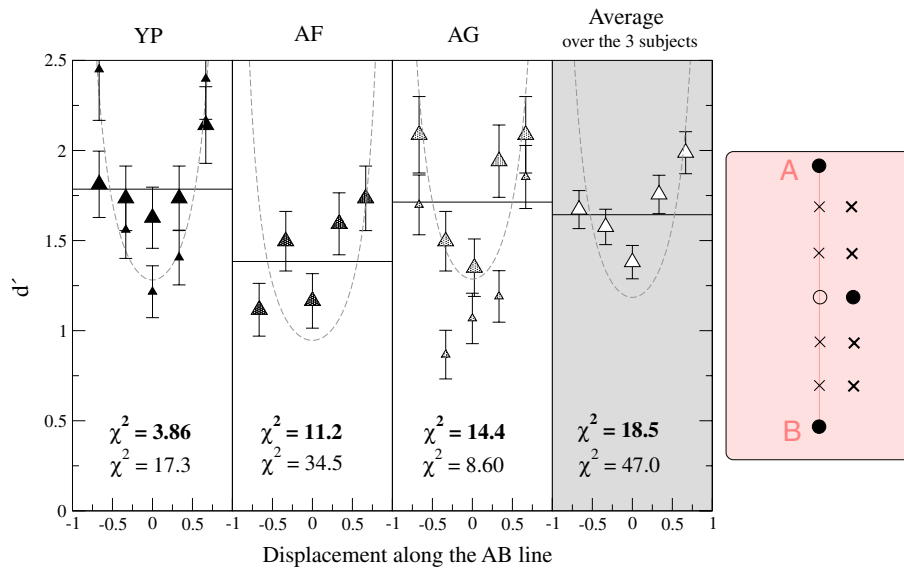 YP
AF
AG
Average
over the 3 subjects
2.5
2
1.5
1
0.5
0
d´
χ² = 3.86
χ² = 17.3
χ² = 11.2
χ² = 34.5
χ² = 14.4
χ² = 8.60
χ² = 18.5
χ² = 47.0
-1 -0.5 0 0.5 -1 -0.5 0 0.5 -1 -0.5 0 0.5 -1 -0.5 0 0.5 1
Displacement along the AB line
A
B